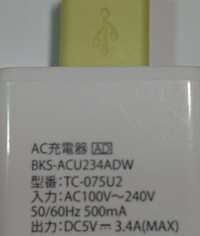 AC充電器 AD
BKS-ACU234ADW
型番：TC-075U2
入力：AC100V～240V
50/60Hz 500mA
出力：DC5V⎓3.4A(MAX)